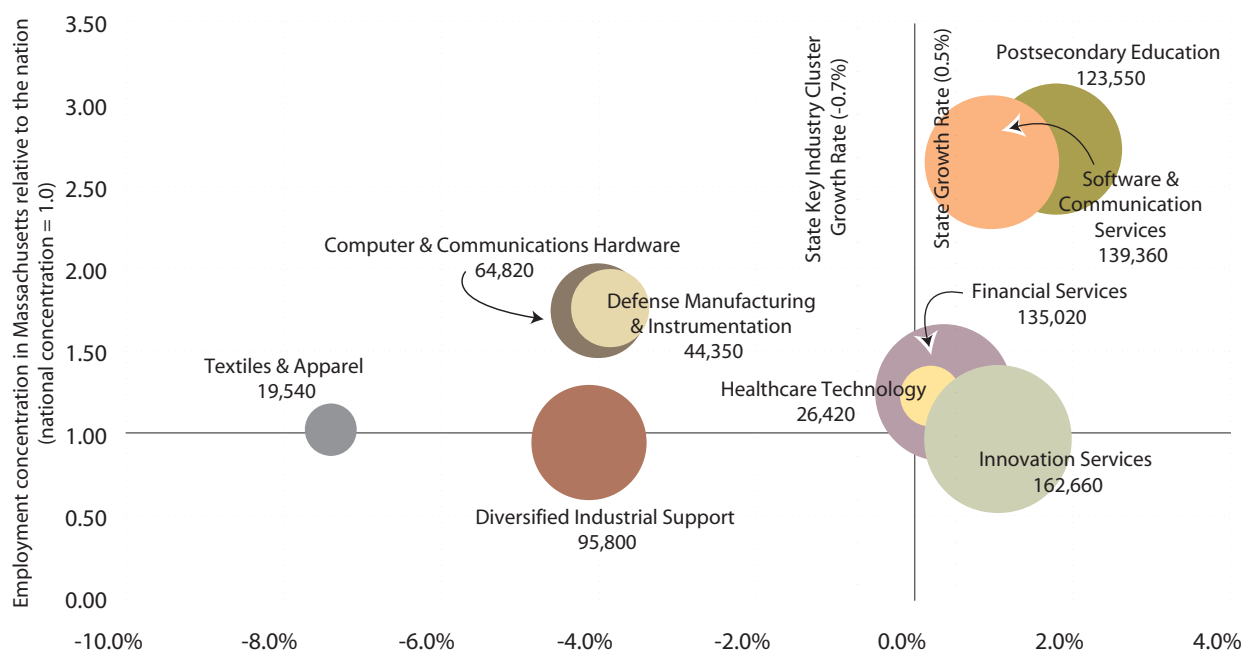 Employment concentration in Massachusetts relative to the nation
(national concentration = 1.0)
3.50
3.00
2.50
2.00
1.50
1.00
0.50
0.00
State Key Industry Cluster
Growth Rate (-0.7%)
State Growth Rate (0.5%)
Postsecondary Education
123,550
Software &
Communication
Services
139,360
Computer & Communications Hardware
64,820
Defense Manufacturing
& Instrumentation
44,350
Financial Services
135,020
Textiles & Apparel
19,540
Healthcare Technology
26,420
Innovation Services
162,660
Diversified Industrial Support
95,800
-10.0%
-8.0%
-6.0%
-4.0%
-2.0%
0.0%
2.0%
4.0%